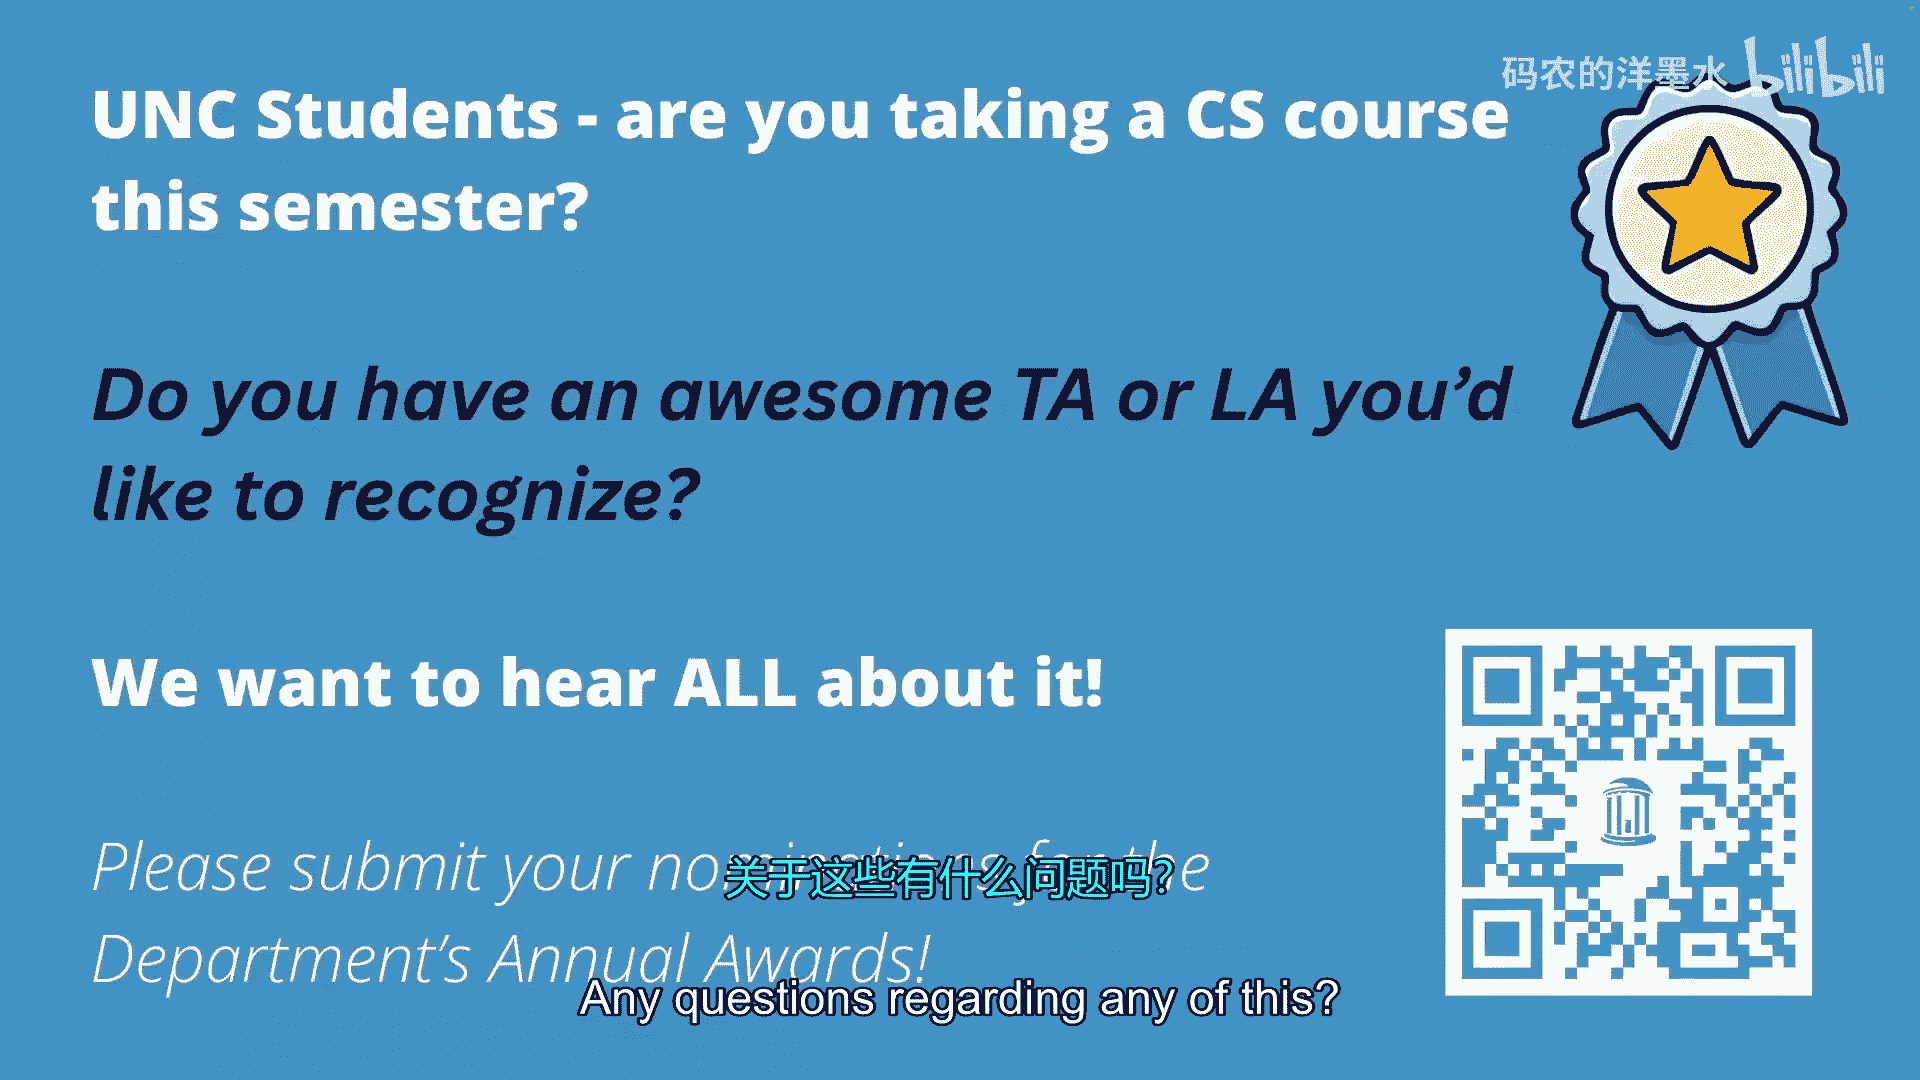 码农的洋墨水 bilibili
UNC Students - are you taking a CS course
this semester?
Do you have an awesome TA or LA you’d
like to recognize?
We want to hear ALL about it!
Please submit your nominations for the
关于这些有什么问题吗?
Department’s Annual Awards!
Any questions regarding any of this?